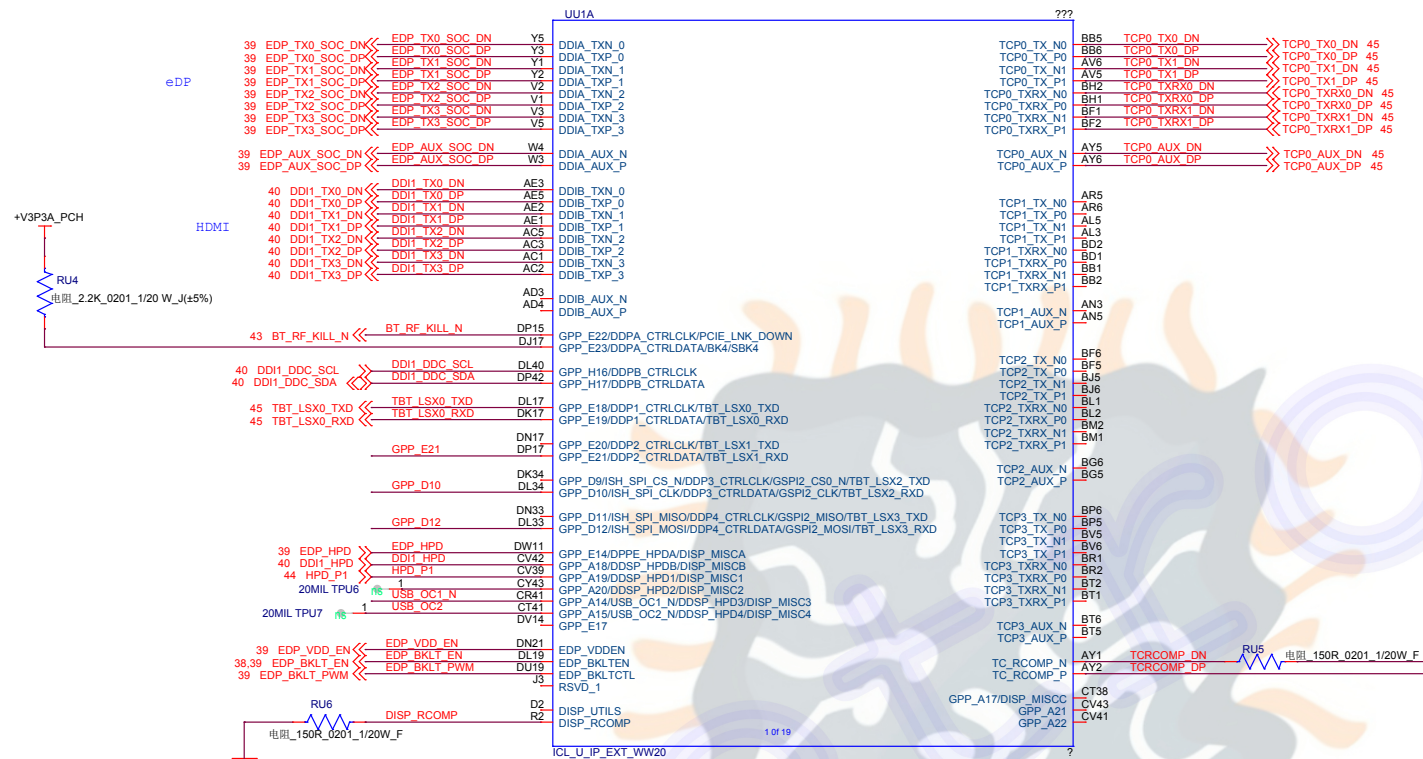 UU1A ???
39 EDP_TX0_SOC_DN EDP_TX0_SOC_DN Y5 DDIA_TXN_0
39 EDP_TX0_SOC_DP EDP_TX0_SOC_DP Y3 DDIA_TXP_0
39 EDP_TX1_SOC_DN EDP_TX1_SOC_DN Y1 DDIA_TXN_1
eDP
39 EDP_TX1_SOC_DP EDP_TX1_SOC_DP Y2 DDIA_TXP_1
39 EDP_TX2_SOC_DN EDP_TX2_SOC_DN V2 DDIA_TXN_2
39 EDP_TX2_SOC_DP EDP_TX2_SOC_DP V1 DDIA_TXP_2
39 EDP_TX3_SOC_DN EDP_TX3_SOC_DN V3 DDIA_TXN_3
39 EDP_TX3_SOC_DP EDP_TX3_SOC_DP V5 DDIA_TXP_3
39 EDP_AUX_SOC_DN EDP_AUX_SOC_DN W4 DDIA_AUX_N
39 EDP_AUX_SOC_DP EDP_AUX_SOC_DP W3 DDIA_AUX_P
40 DDI1_TX0_DN DDI1_TX0_DN AE3 DDIB_TXN_0
40 DDI1_TX0_DP DDI1_TX0_DP AE5 DDIB_TXP_0
40 DDI1_TX1_DN DDI1_TX1_DN AE2 DDIB_TXN_1
HDMI
40 DDI1_TX1_DP DDI1_TX1_DP AE1 DDIB_TXP_1
40 DDI1_TX2_DN DDI1_TX2_DN AC5 DDIB_TXN_2
40 DDI1_TX2_DP DDI1_TX2_DP AC3 DDIB_TXP_2
40 DDI1_TX3_DN DDI1_TX3_DN AC1 DDIB_TXN_3
40 DDI1_TX3_DP DDI1_TX3_DP AC2 DDIB_TXP_3
+V3P3A_PCH
RU4
电阻_2.2K_0201_1/20 W_J(±5%)
AD3 DDIB_AUX_N
AD4 DDIB_AUX_P
43 BT_RF_KILL_N BT_RF_KILL_N DP15 GPP_E22/DDPA_CTRLCLK/PCIE_LNK_DOWN
DJ17 GPP_E23/DDPA_CTRLDATA/BK4/SBK4
40 DDI1_DDC_SCL DDI1_DDC_SCL DL40 GPP_H16/DDPB_CTRLCLK
40 DDI1_DDC_SDA DDI1_DDC_SDA DP42 GPP_H17/DDPB_CTRLDATA
45 TBT_LSX0_TXD TBT_LSX0_TXD DL17 GPP_E18/DDP1_CTRLCLK/TBT_LSX0_TXD
45 TBT_LSX0_RXD TBT_LSX0_RXD DK17 GPP_E19/DDP1_CTRLDATA/TBT_LSX0_RXD
DN17 GPP_E20/DDP2_CTRLCLK/TBT_LSX1_TXD
GPP_E21 DP17 GPP_E21/DDP2_CTRLDATA/TBT_LSX1_RXD
DK34 GPP_D9/ISH_SPI_CS_N/DDP3_CTRLCLK/GSPI2_CS0_N/TBT_LSX2_TXD
GPP_D10 DL34 GPP_D10/ISH_SPI_CLK/DDP3_CTRLDATA/GSPI2_CLK/TBT_LSX2_RXD
DN33 GPP_D11/ISH_SPI_MISO/DDP4_CTRLCLK/GSPI2_MISO/TBT_LSX3_TXD
GPP_D12 DL33 GPP_D12/ISH_SPI_MOSI/DDP4_CTRLDATA/GSPI2_MOSI/TBT_LSX3_RXD
39 EDP_HPD EDP_HPD DW11 GPP_E14/DPPE_HPDA/DISP_MISCA
40 DDI1_HPD DDI1_HPD CV42 GPP_A18/DDSP_HPDB/DISP_MISCB
44 HPD_P1 HPD_P1 CV39 GPP_A19/DDSP_HPD1/DISP_MISC1
20MIL TPU6 1 CY43 GPP_A20/DDSP_HPD2/DISP_MISC2
USB_OC1_N CR41 GPP_A14/USB_OC1_N/DDSP_HPD3/DISP_MISC3
20MIL TPU7 1 USB_OC2 CT41 GPP_A15/USB_OC2_N/DDSP_HPD4/DISP_MISC4
DV14 GPP_E17
39 EDP_VDD_EN EDP_VDD_EN DN21 EDP_VDDEN
38,39 EDP_BKLT_EN EDP_BKLT_EN DL19 EDP_BKLTEN
39 EDP_BKLT_PWM EDP_BKLT_PWM DU19 EDP_BKLTCTL
J3 RSVD_1
D2 DISP_UTILS
RU6 DISP_RCOMP R2 DISP_RCOMP
电阻_150R_0201_1/20W_F
TCP0_TX_N0 BB5 TCP0_TX0_DN TCP0_TX0_DN 45
TCP0_TX_P0 BB6 TCP0_TX0_DP TCP0_TX0_DP 45
TCP0_TX_N1 AV6 TCP0_TX1_DN TCP0_TX1_DN 45
TCP0_TX_P1 AV5 TCP0_TX1_DP TCP0_TX1_DP 45
TCP0_TXRX_N0 BH2 TCP0_TXRX0_DN TCP0_TXRX0_DN 45
TCP0_TXRX_P0 BH1 TCP0_TXRX0_DP TCP0_TXRX0_DP 45
TCP0_TXRX_N1 BF1 TCP0_TXRX1_DN TCP0_TXRX1_DN 45
TCP0_TXRX_P1 BF2 TCP0_TXRX1_DP TCP0_TXRX1_DP 45
TCP0_AUX_N AY5 TCP0_AUX_DN TCP0_AUX_DN 45
TCP0_AUX_P AY6 TCP0_AUX_DP TCP0_AUX_DP 45
TCP1_TX_N0 AR5
TCP1_TX_P0 AR6
TCP1_TX_N1 AL5
TCP1_TX_P1 AL3
TCP1_TXRX_N0 BD2
TCP1_TXRX_P0 BD1
TCP1_TXRX_N1 BB1
TCP1_TXRX_P1 BB2
TCP1_AUX_N AN3
TCP1_AUX_P AN5
TCP2_TX_N0 BF6
TCP2_TX_P0 BF5
TCP2_TX_N1 BJ5
TCP2_TX_P1 BJ6
TCP2_TXRX_N0 BL1
TCP2_TXRX_P0 BL2
TCP2_TXRX_N1 BM2
TCP2_TXRX_P1 BM1
TCP2_AUX_N BG6
TCP2_AUX_P BG5
TCP3_TX_N0 BP6
TCP3_TX_P0 BP5
TCP3_TX_N1 BV5
TCP3_TX_P1 BV6
TCP3_TXRX_N0 BR1
TCP3_TXRX_P0 BR2
TCP3_TXRX_N1 BT2
TCP3_TXRX_P1 BT1
TCP3_AUX_N BT6
TCP3_AUX_P BT5
TC_RCOMP_N AY1 TCRCOMP_DN RU5 电阻_150R_0201_1/20W_F
TC_RCOMP_P AY2 TCRCOMP_DP
GPP_A17/DISP_MISCC CT38
GPP_A21 CV43
GPP_A22 CV41
1 0f 19
ICL_U_IP_EXT_WW20 ?